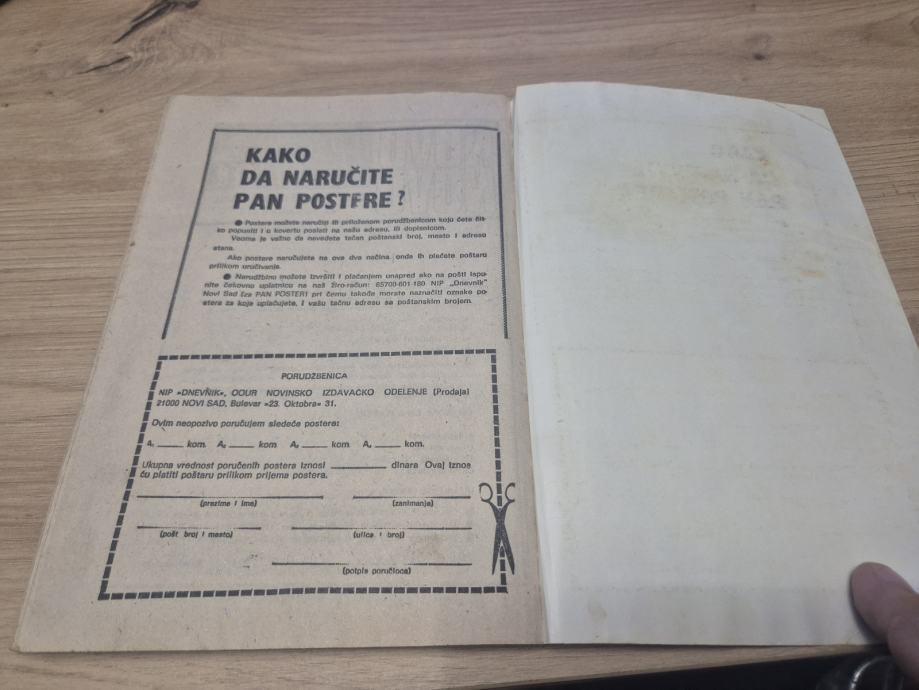 KAKO
DA NARUČITE
PAN POSTERE?
● Postere možete naručiti ili priloženom porudžbenicom koju ćete čit-
ko popuniti i u kovertu poslati na našu adresu, ili dopisnicom.
Veoma je važno da navedete tačan poštanski broj, mesto i adresu
stana.
Ako postere naručujete na ova dva načina onda ih plaćate poštaru
prilikom uručivanja.
● Narudžbinu možete izvršiti i plaćanjem unapred ako na pošti ispu-
nite čekovnu uplatnicu na naš žiro-račun: 65700-601-180 NIP „Dnevnik"
Novi Sad (za PAN POSTER) pri čemu takođe morate naznačiti oznake po-
stera za koje uplaćujete, i vašu tačnu adresu sa poštanskim brojem.
PORUDŽBENICA
NIP »DNEVNIK«, OOUR NOVINSKO IZDAVAČKO ODELENJE (Prodaja)
21000 NOVI SAD, Bulevar »23. Oktobra« 31.
Ovim neopozivo poručujem sledeće postere:
A, ____ kom. A, ____ kom A, ____ kom A, ____ kom.
Ukupna vrednost poručenih postera iznosi ________ dinara Ovaj iznos
ću platiti poštaru prilikom prijema postera.
(prezime i ime) (zanimanje)
(pošt broj i mesto) (ulica i broj)
(potpis poručioca)